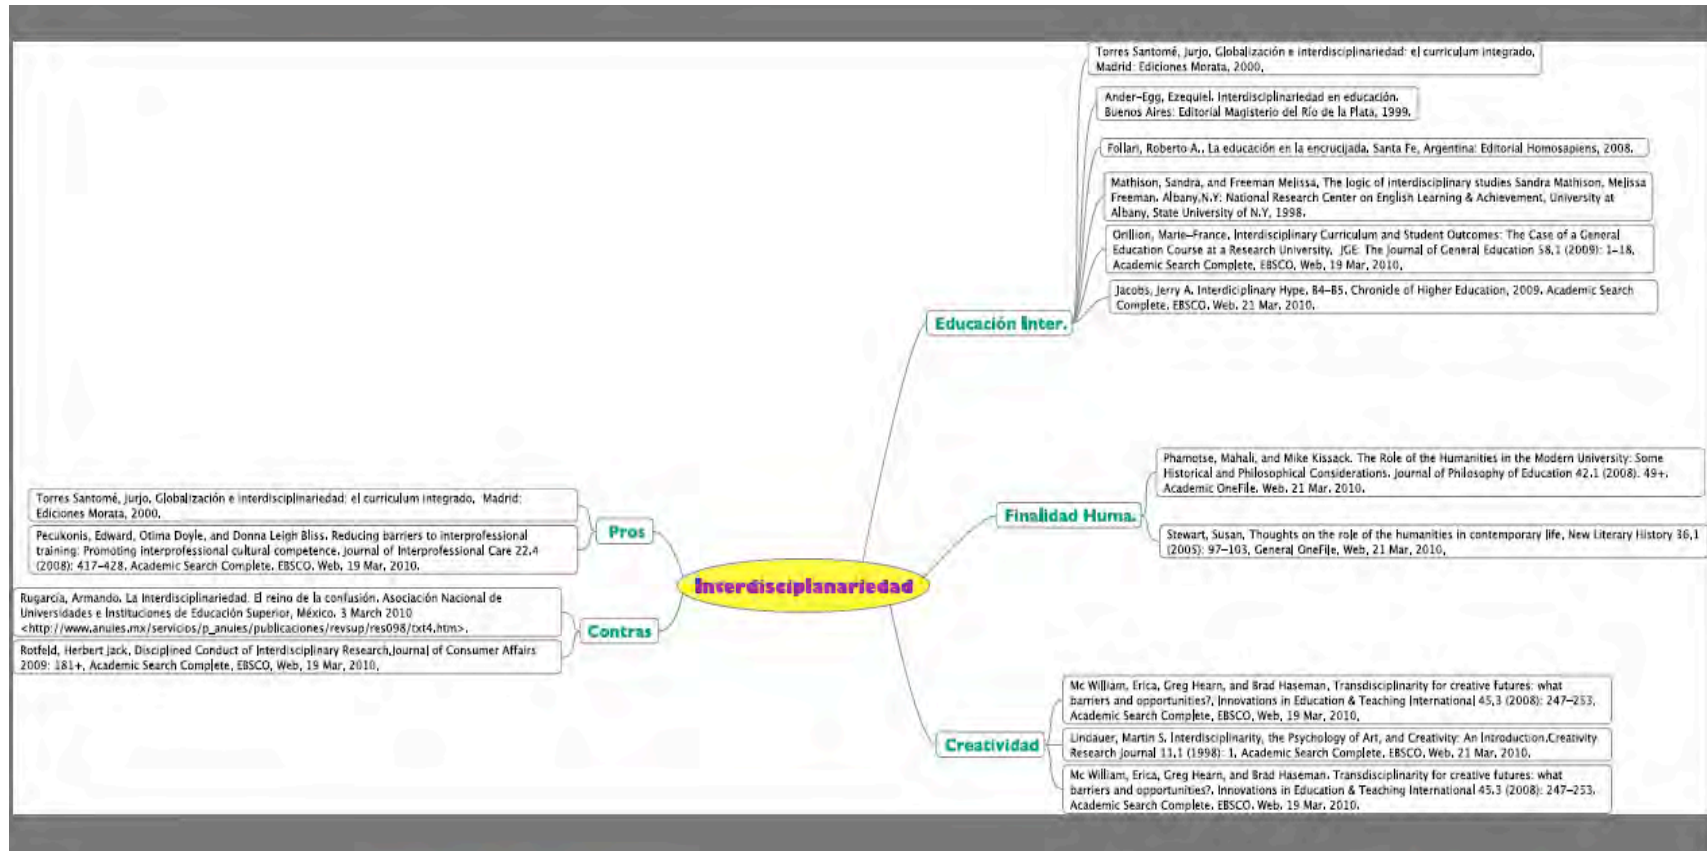 Torres Santomé, Jurjo, Globalización e interdisciplinariedad: el curriculum integrado,
Madrid: Ediciones Morata, 2000,
Ander-Egg, Ezequiel. Interdisciplinariedad en educación.
Buenos Aires: Editorial Magisterio del Río de la Plata, 1999.
Follari, Roberto A., La educación en la encrucijada. Santa Fe, Argentina: Editorial Homosapiens, 2008.
Mathison, Sandra, and Freeman Melissa, The logic of interdisciplinary studies Sandra Mathison, Melissa
Freeman. Albany,N.Y: National Research Center on English Learning & Achievement, University at
Albany, State University of N.Y, 1998.
Orillion, Marie-France, Interdisciplinary Curriculum and Student Outcomes: The Case of a General
Education Course at a Research University, JGE: The Journal of General Education 58,1 (2009): 1-18,
Academic Search Complete, EBSCO, Web, 19 Mar, 2010,
Jacobs, Jerry A. Interdiciplinary Hype. B4-B5. Chronicle of Higher Education, 2009. Academic Search
Complete. EBSCO. Web. 21 Mar. 2010.
Educación Inter.
Phamotse, Mahali, and Mike Kissack. The Role of the Humanities in the Modern University: Some
Historical and Philosophical Considerations. Journal of Philosophy of Education 42.1 (2008). 49+.
Academic OneFile. Web. 21 Mar. 2010.
Finalidad Huma.
Stewart, Susan, Thoughts on the role of the humanities in contemporary life, New Literary History 36,1
(2005): 97-103, General OneFile, Web, 21 Mar, 2010,
Torres Santomé, Jurjo, Globalización e interdisciplinariedad: el curriculum integrado, Madrid:
Ediciones Morata, 2000,
Pros
Pecukonis, Edward, Otima Doyle, and Donna Leigh Bliss. Reducing barriers to interprofessional
training: Promoting interprofessional cultural competence. Journal of Interprofessional Care 22.4
(2008): 417-428. Academic Search Complete. EBSCO. Web. 19 Mar. 2010.
Interdisciplanariedad
Rugarcía, Armando. La Interdisciplinariedad: El reino de la confusión. Asociación Nacional de
Universidades e Instituciones de Educación Superior, México. 3 March 2010
<http://www.anuies.mx/servicios/p_anuies/publicaciones/revsup/res098/txt4.htm>.
Contras
Rotfeld, Herbert Jack, Disciplined Conduct of Interdisciplinary Research,Journal of Consumer Affairs
2009: 181+, Academic Search Complete, EBSCO, Web, 19 Mar, 2010,
Mc William, Erica, Greg Hearn, and Brad Haseman, Transdisciplinarity for creative futures: what
barriers and opportunities?, Innovations in Education & Teaching International 45,3 (2008): 247-253,
Academic Search Complete, EBSCO, Web, 19 Mar, 2010,
Creatividad
Lindauer, Martin S. Interdisciplinarity, the Psychology of Art, and Creativity: An Introduction.Creativity
Research Journal 11.1 (1998): 1. Academic Search Complete. EBSCO. Web. 21 Mar. 2010.
Mc William, Erica, Greg Hearn, and Brad Haseman. Transdisciplinarity for creative futures: what
barriers and opportunities?. Innovations in Education & Teaching International 45.3 (2008): 247-253.
Academic Search Complete. EBSCO. Web. 19 Mar. 2010.